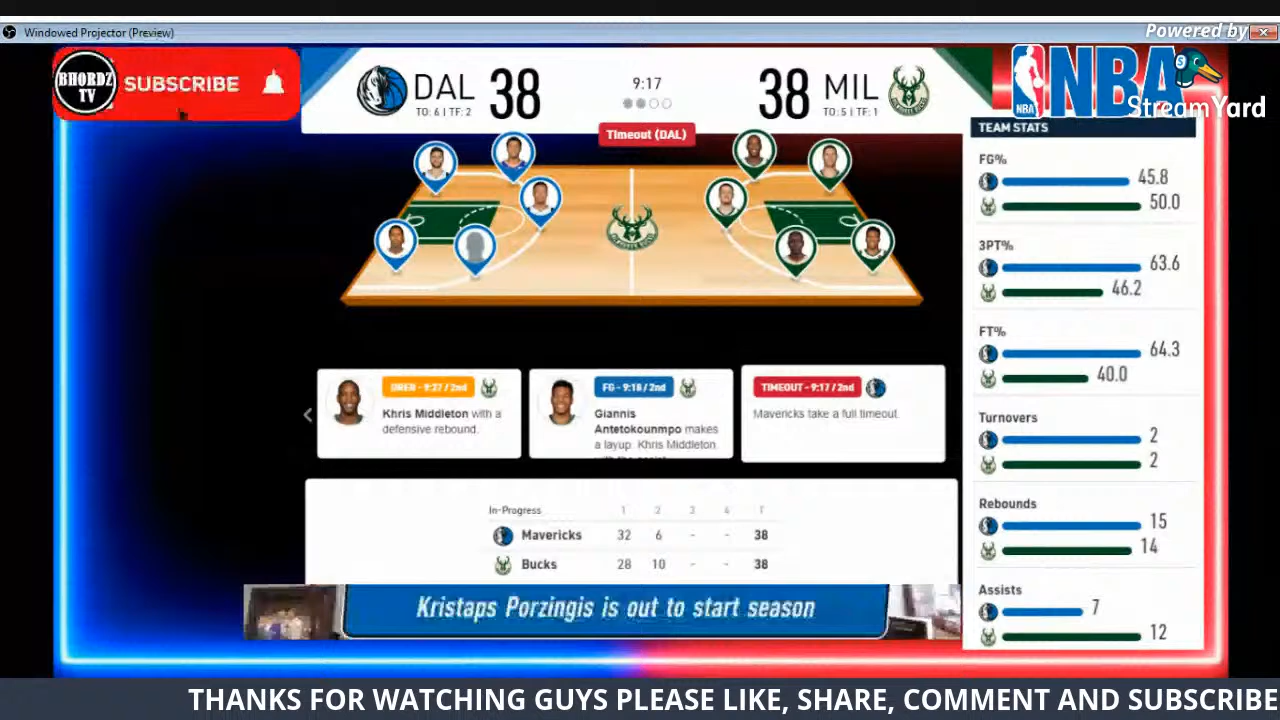 Windowed Projector (Preview)
Powered by
BHORDZ TV
SUBSCRIBE
DAL
TO: 6 | TF: 2
38
9:17
38
MIL
TO: 5 | TF: 1
NBA
NBA
StreamYard
Timeout (DAL)
TEAM STATS
FG%
45.8
50.0
3PT%
63.6
46.2
FT%
64.3
40.0
Turnovers
2
2
Rebounds
15
14
Assists
7
12
DREB - 9:27 / 2nd
Khris Middleton with a
defensive rebound.
FG - 9:18 / 2nd
Giannis
Antetokounmpo makes
a layup. Khris Middleton
TIMEOUT - 9:17 / 2nd
Mavericks take a full timeout.
In-Progress 1 2 3 4 T
Mavericks 32 6 - - 38
Bucks 28 10 - - 38
Kristaps Porzingis is out to start season
THANKS FOR WATCHING GUYS PLEASE LIKE, SHARE, COMMENT AND SUBSCRIBE